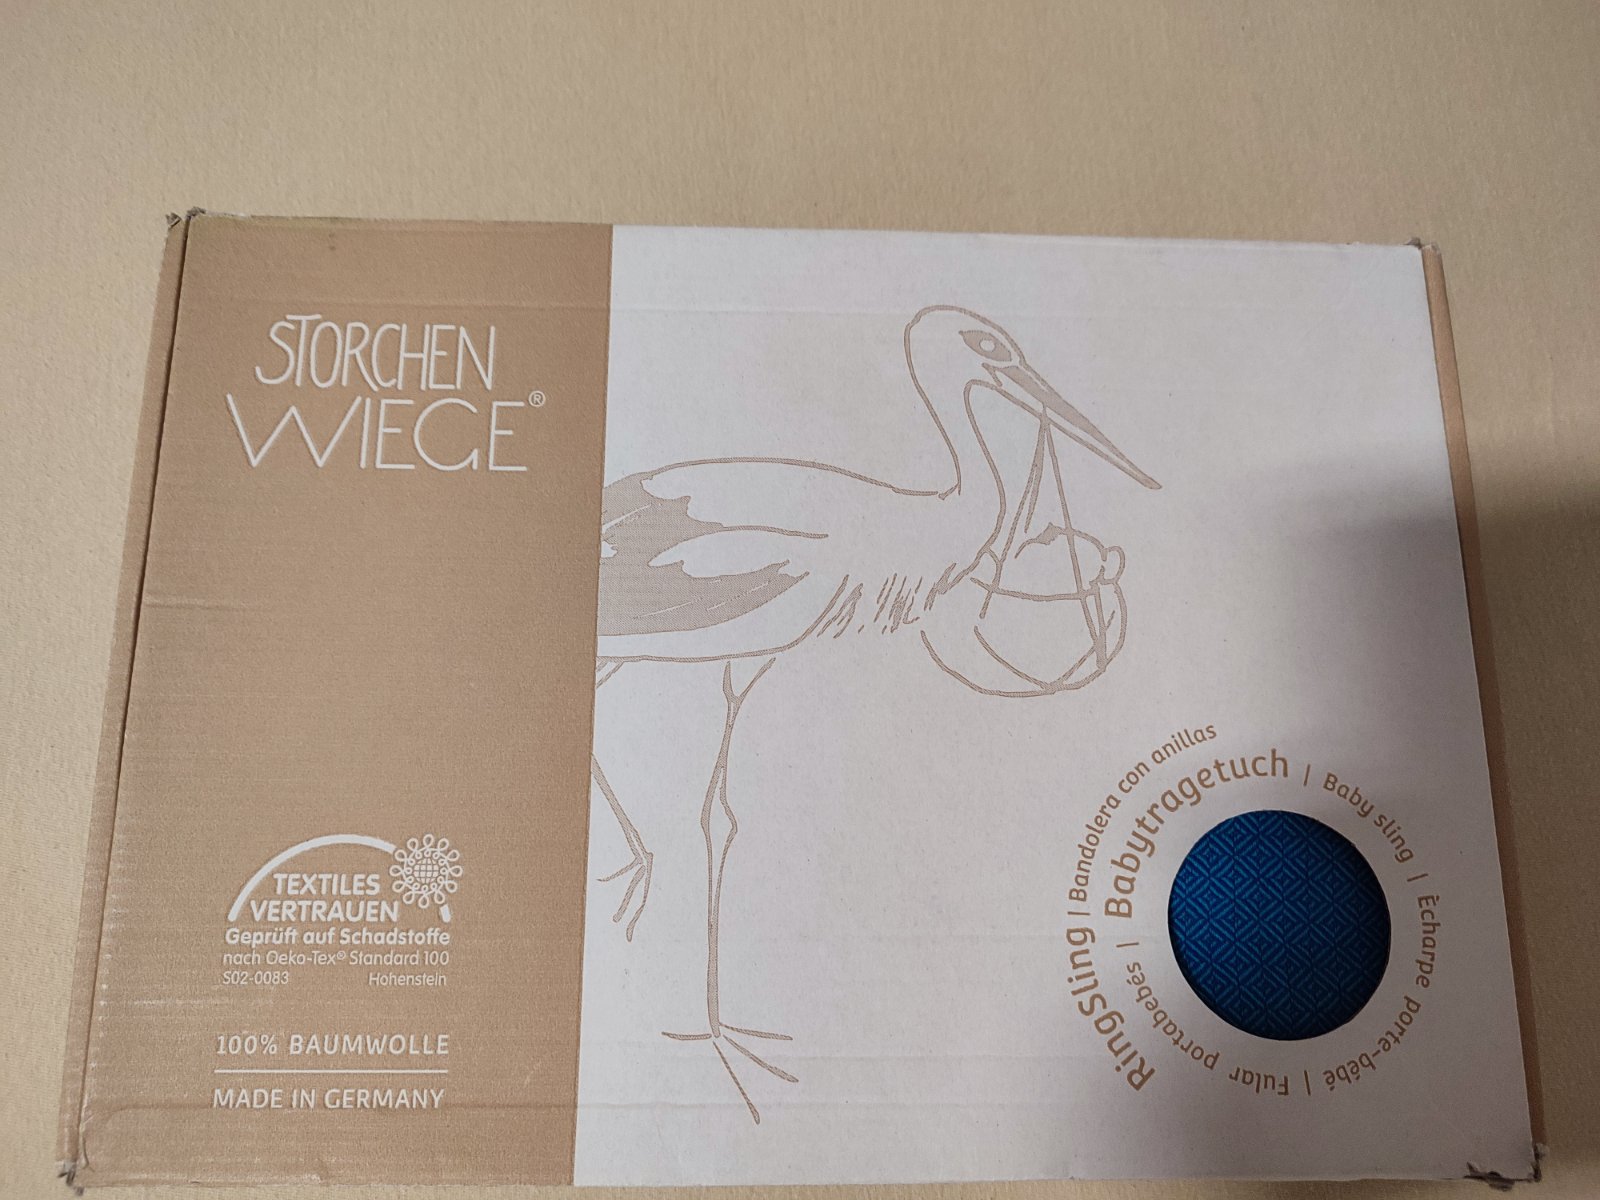 STORCHEN
WIEGE®
TEXTILES
VERTRAUEN
Geprüft auf Schadstoffe
nach Oeko-Tex® Standard 100
S02-0083 Hohenstein
100% BAUMWOLLE
MADE IN GERMANY
RingSling | Bandolera con anillas
Babytragetuch | Baby sling | Écharpe porte-bébé | Fular portabebés |